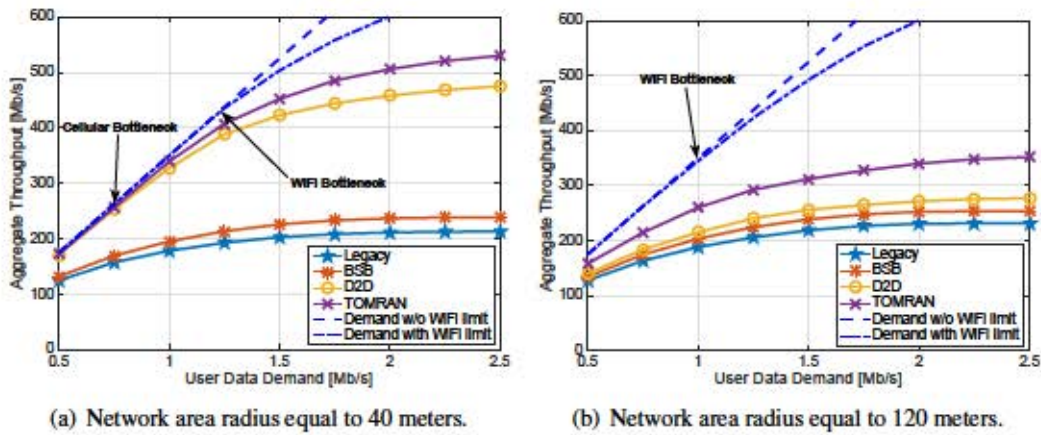 600
500
400
300
200
100
0
Aggregate Throughput [Mb/s]
Cellular Bottleneck
WIFI Bottleneck
Legacy
BSB
D2D
TOMRAN
Demand w/o WIFI limit
Demand with WIFI limit
0.5 1 1.5 2 2.5
User Data Demand [Mb/s]
(a) Network area radius equal to 40 meters.
600
500
400
300
200
100
0
Aggregate Throughput [Mb/s]
WIFI Bottleneck
Legacy
BSB
D2D
TOMRAN
Demand w/o WIFI limit
Demand with WIFI limit
0.5 1 1.5 2 2.5
User Data Demand [Mb/s]
(b) Network area radius equal to 120 meters.